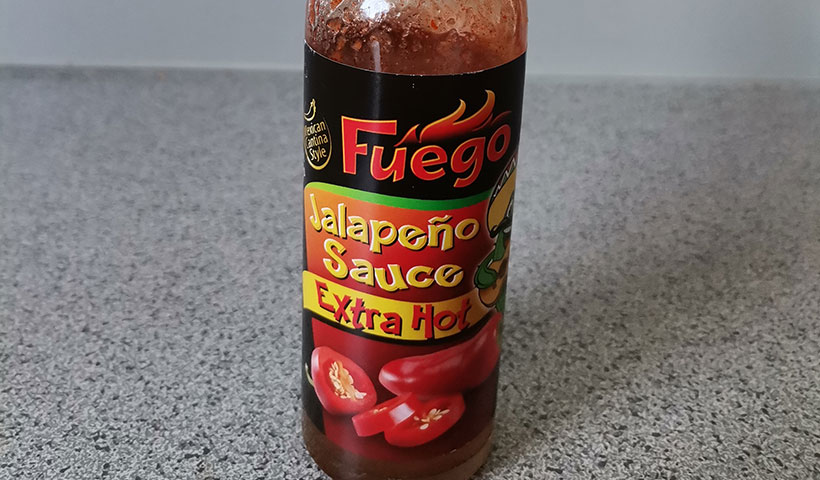 Mexican
Cantina
Style
Fuego
Jalapeño
Sauce
Extra Hot